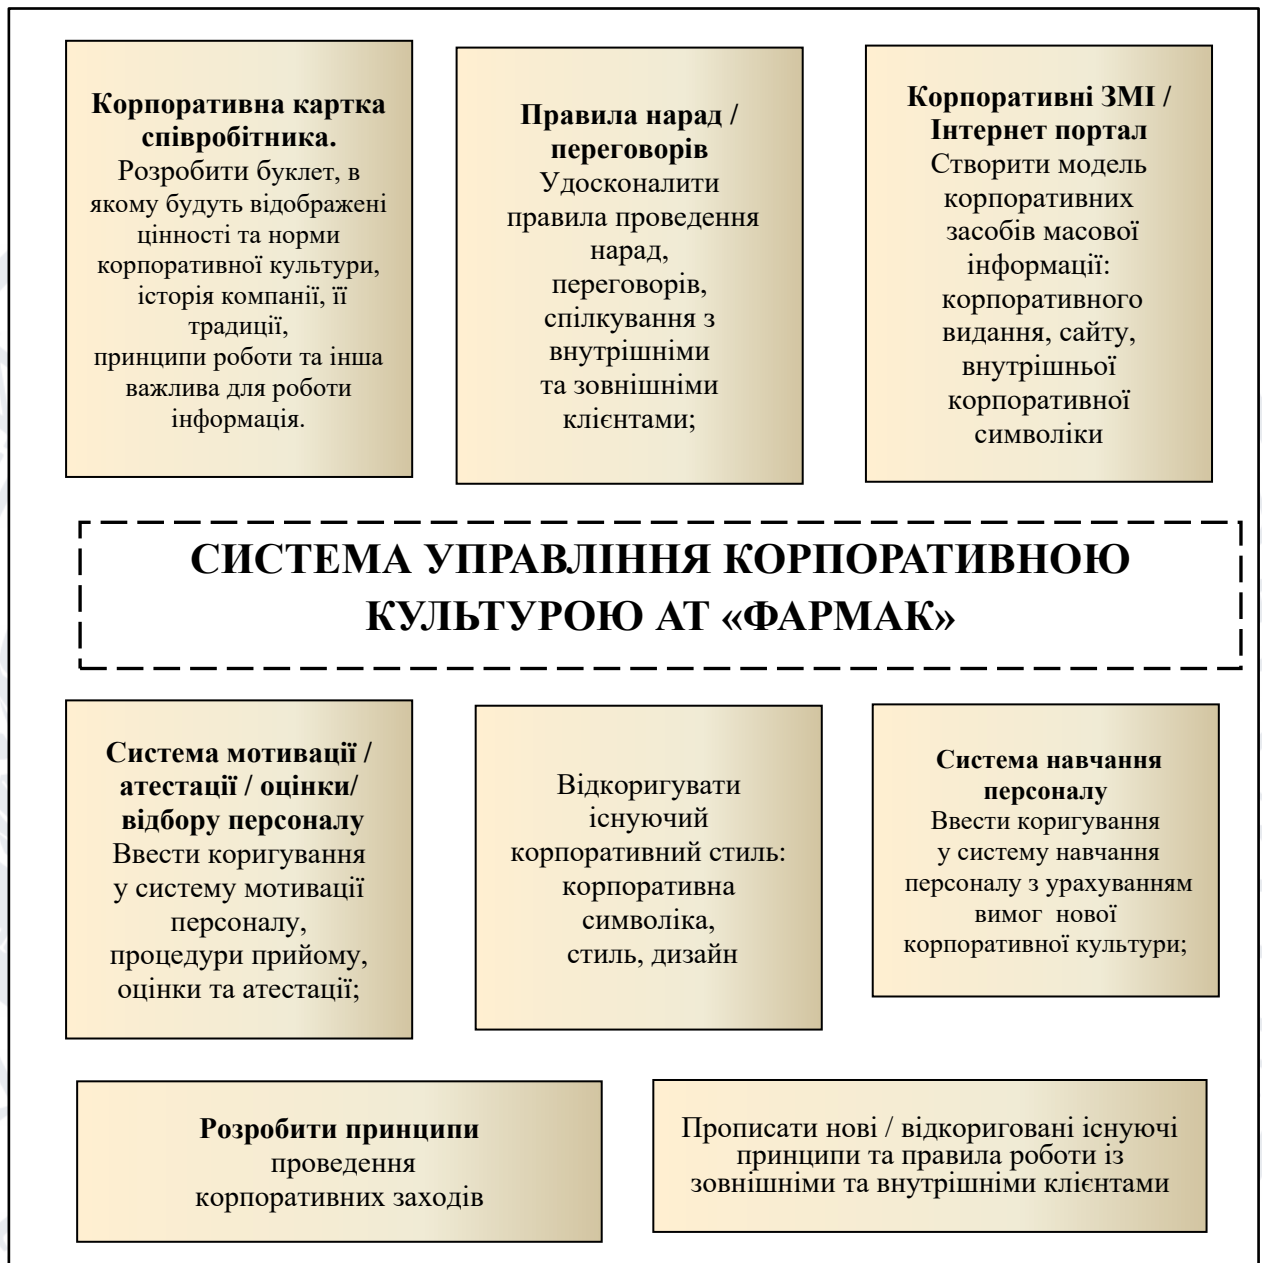 Корпоративна картка
співробітника.
Розробити буклет, в
якому будуть відображені
цінності та норми
корпоративної культури,
історія компанії, її
традиції,
принципи роботи та інша
важлива для роботи
інформація.
Правила нарад /
переговорів
Удосконалити
правила проведення
нарад,
переговорів,
спілкування з
внутрішніми
та зовнішніми
клієнтами;
Корпоративні ЗМІ /
Інтернет портал
Створити модель
корпоративних
засобів масової
інформації:
корпоративного
видання, сайту,
внутрішньої
корпоративної
символіки
СИСТЕМА УПРАВЛІННЯ КОРПОРАТИВНОЮ
КУЛЬТУРОЮ АТ «ФАРМАК»
Система мотивації /
атестації / оцінки/
відбору персоналу
Ввести коригування
у систему мотивації
персоналу,
процедури прийому,
оцінки та атестації;
Відкоригувати
існуючий
корпоративний стиль:
корпоративна
символіка,
стиль, дизайн
Система навчання
персоналу
Ввести коригування
у систему навчання
персоналу з урахуванням
вимог нової
корпоративної культури;
Розробити принципи
проведення
корпоративних заходів
Прописати нові / відкориговані існуючі
принципи та правила роботи із
зовнішніми та внутрішніми клієнтами